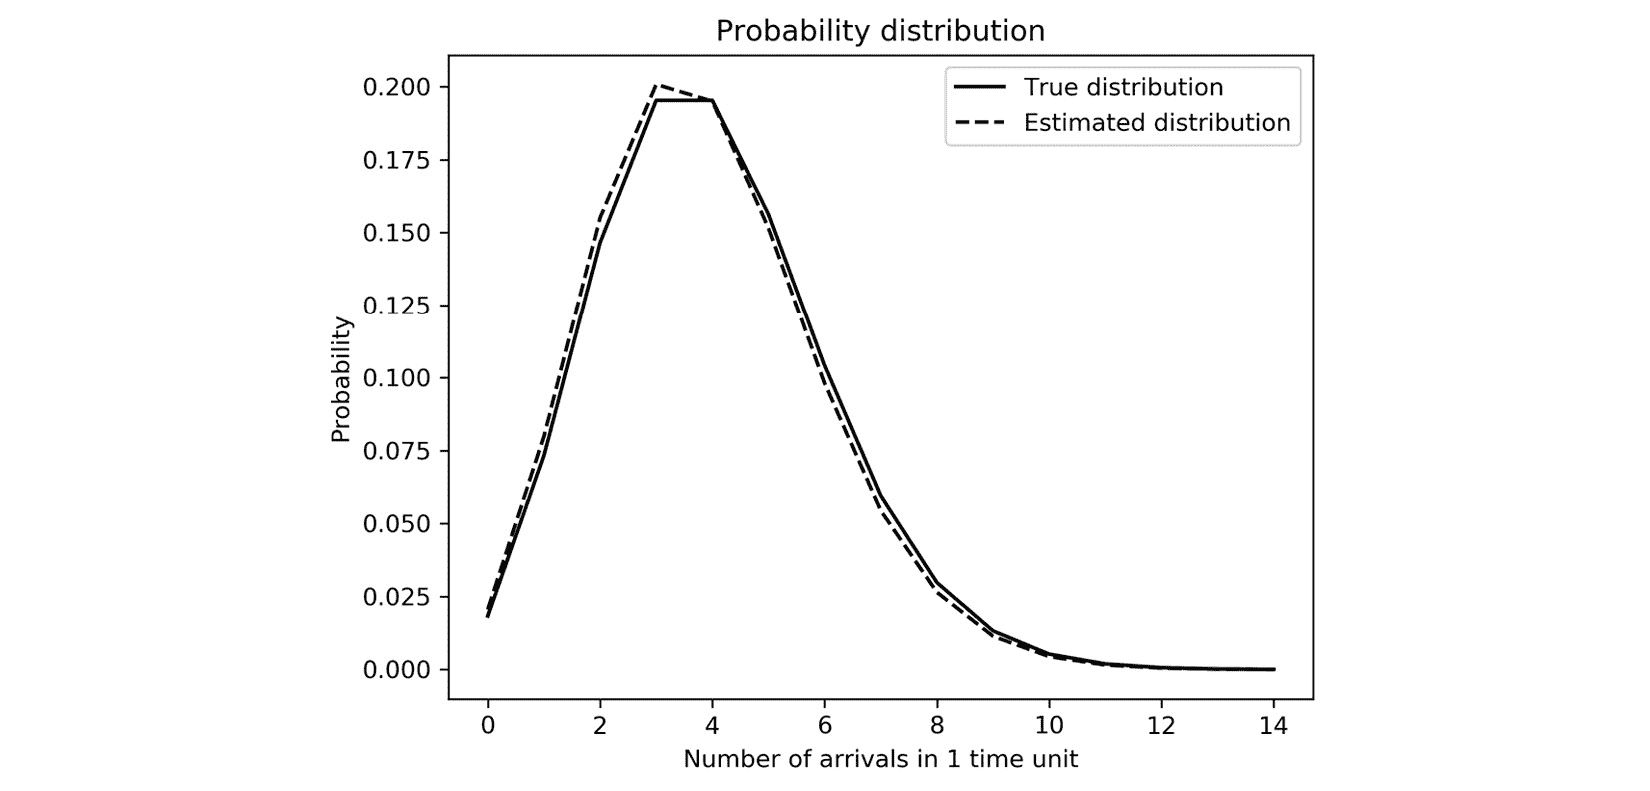 Probability distribution
True distribution
Estimated distribution
0.200
0.175
0.150
0.125
0.100
0.075
0.050
0.025
0.000
Probability
0 2 4 6 8 10 12 14
Number of arrivals in 1 time unit